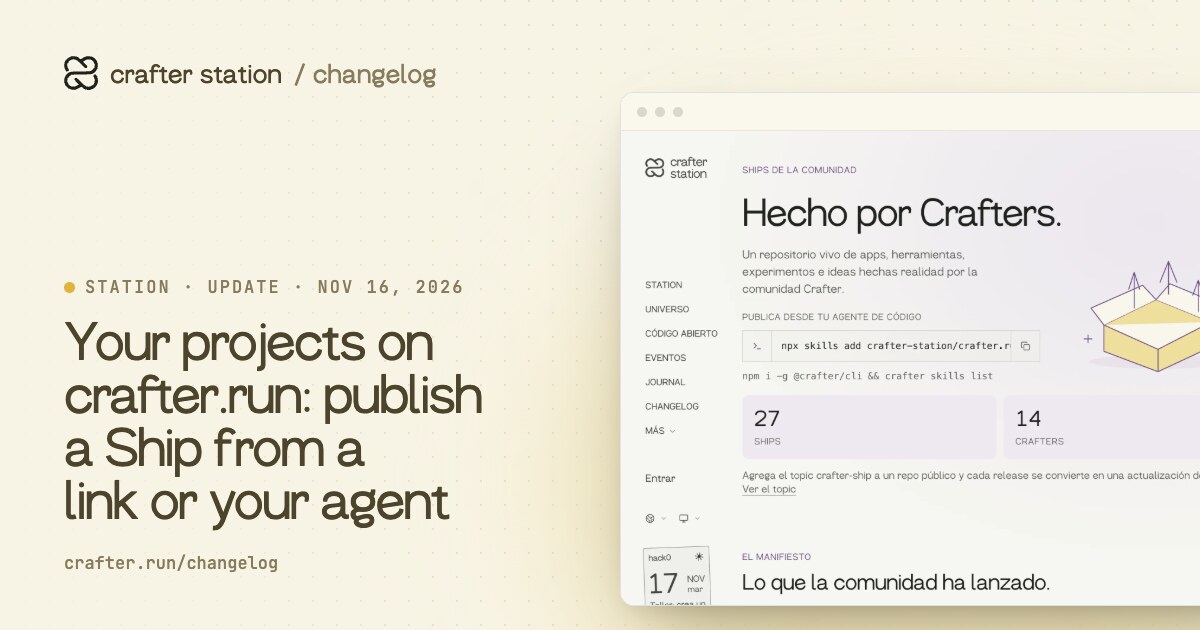 crafter station / changelog
STATION · UPDATE · NOV 16, 2026
Your projects on
crafter.run: publish
a Ship from a
link or your agent
crafter.run/changelog
crafter
station
STATION
UNIVERSO
CÓDIGO ABIERTO
EVENTOS
JOURNAL
CHANGELOG
MÁS
Entrar
hack0
17 NOV
mar
SHIPS DE LA COMUNIDAD
Hecho por Crafters.
Un repositorio vivo de apps, herramientas,
experimentos e ideas hechas realidad por la
comunidad Crafter.
PUBLICA DESDE TU AGENTE DE CÓDIGO
>_ npx skills add crafter-station/crafter.r
npm i -g @crafter/cli && crafter skills list
27
SHIPS
14
CRAFTERS
Agrega el topic crafter-ship a un repo público y cada release se convierte en una actualización
Ver el topic
EL MANIFIESTO
Lo que la comunidad ha lanzado.